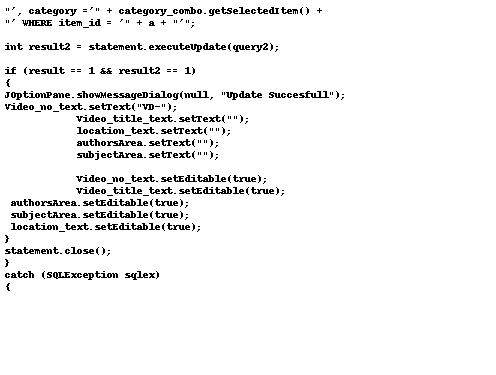 "', category ='" + category_combo.getSelectedItem() +
"' WHERE item_id = '" + a + "'";
int result2 = statement.executeUpdate(query2);
if (result == 1 && result2 == 1)
{
JOptionPane.showMessageDialog(null, "Update Succesfull");
Video_no_text.setText("VD-");
Video_title_text.setText("");
location_text.setText("");
authorsArea.setText("");
subjectArea.setText("");
Video_no_text.setEditable(true);
Video_title_text.setEditable(true);
authorsArea.setEditable(true);
subjectArea.setEditable(true);
location_text.setEditable(true);
}
statement.close();
}
catch (SQLException sqlex)
{